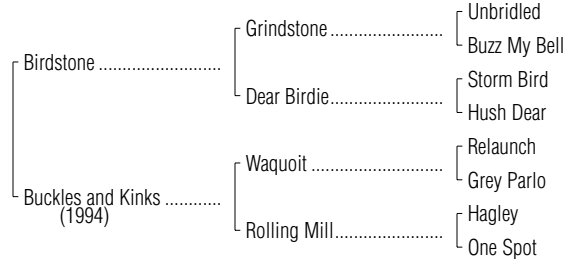 Unbridled
Grindstone
Buzz My Bell
Birdstone
Storm Bird
Dear Birdie
Hush Dear
Relaunch
Waquoit
Grey Parlo
Buckles and Kinks
(1994)
Hagley
Rolling Mill
One Spot